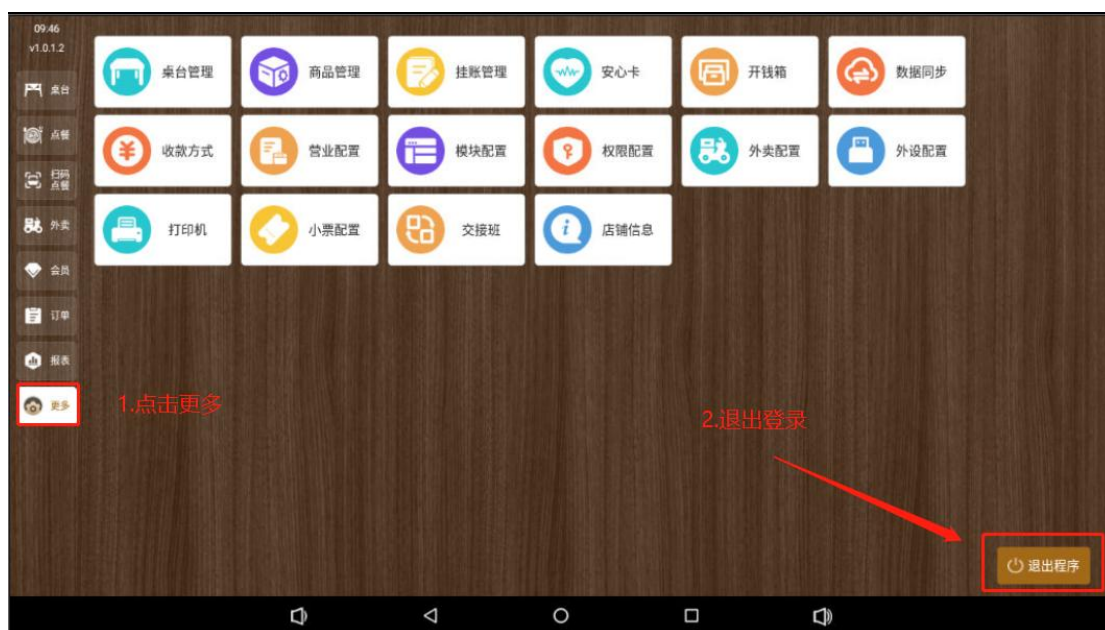 09:46
v1.0.1.2
桌台
点餐
扫码
点餐
外卖
会员
订单
报表
更多
桌台管理
商品管理
挂账管理
安心卡
开钱箱
数据同步
收款方式
营业配置
模块配置
权限配置
外卖配置
外设配置
打印机
小票配置
交接班
店铺信息
1.点击更多
2.退出登录
退出程序